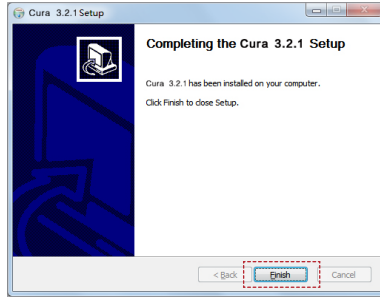 Cura 3.2.1 Setup
Completing the Cura 3.2.1 Setup
Cura 3.2.1 has been installed on your computer.
Click Finish to close Setup.
< Back Finish Cancel